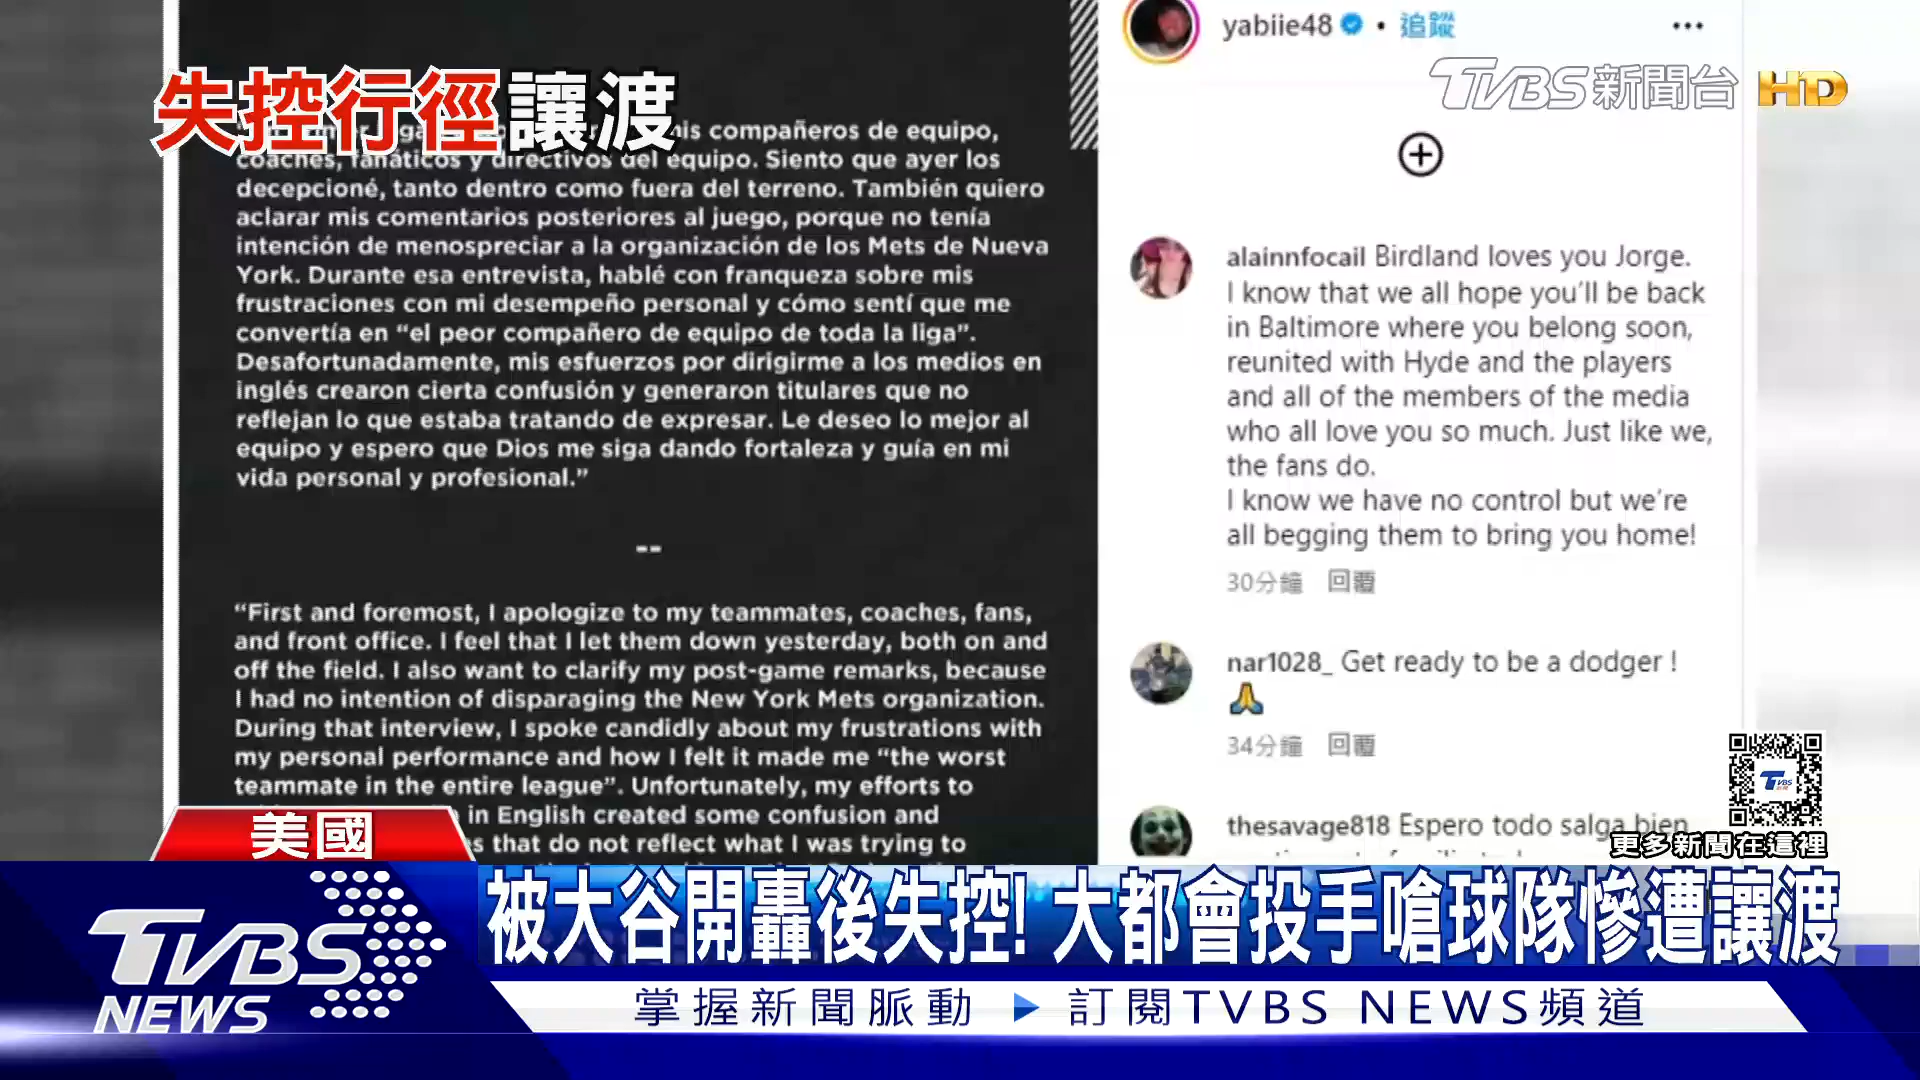 失控行徑讓渡
mis compañeros de equipo,
coaches, fanáticos y directivos del equipo. Siento que ayer los
decepcioné, tanto dentro como fuera del terreno. También quiero
aclarar mis comentarios posteriores al juego, porque no tenía
intención de menospreciar a la organización de los Mets de Nueva
York. Durante esa entrevista, hablé con franqueza sobre mis
frustraciones con mi desempeño personal y cómo sentí que me
convertía en “el peor compañero de equipo de toda la liga”.
Desafortunadamente, mis esfuerzos por dirigirme a los medios en
inglés crearon cierta confusión y generaron titulares que no
reflejan lo que estaba tratando de expresar. Le deseo lo mejor al
equipo y espero que Dios me siga dando fortaleza y guía en mi
vida personal y profesional.”
--
“First and foremost, I apologize to my teammates, coaches, fans,
and front office. I feel that I let them down yesterday, both on and
off the field. I also want to clarify my post-game remarks, because
I had no intention of disparaging the New York Mets organization.
During that interview, I spoke candidly about my frustrations with
my personal performance and how I felt it made me “the worst
teammate in the entire league”. Unfortunately, my efforts to
in English created some confusion and
that do not reflect what I was trying to
yabiie48 • 追蹤
TVBS新聞台 HD
alainnfocail Birdland loves you Jorge.
I know that we all hope you’ll be back
in Baltimore where you belong soon,
reunited with Hyde and the players
and all of the members of the media
who all love you so much. Just like we,
the fans do.
I know we have no control but we’re
all begging them to bring you home!
30分鐘 回覆
nar1028_ Get ready to be a dodger !
🙏
34分鐘 回覆
thesavage818 Espero todo salga bien
TVBS
更多新聞在這裡
美國
被大谷開轟後失控! 大都會投手嗆球隊慘遭讓渡
TVBS
NEWS
掌握新聞脈動 ▶ 訂閱TVBS NEWS頻道